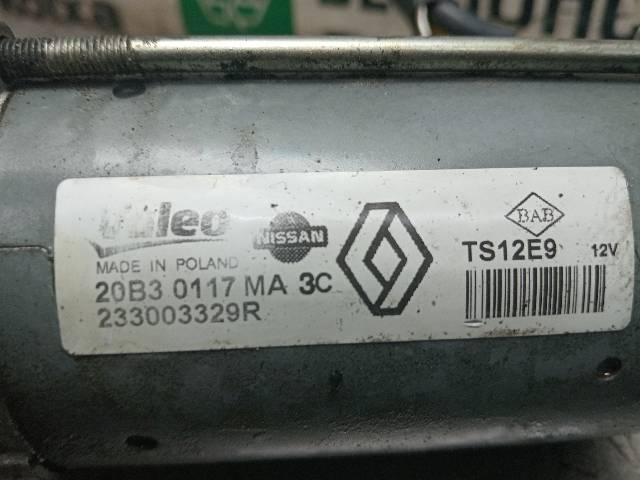 Valeo
NISSAN
MADE IN POLAND
20B3 0117 MA 3C
233003329R
BAB
TS12E9 12V